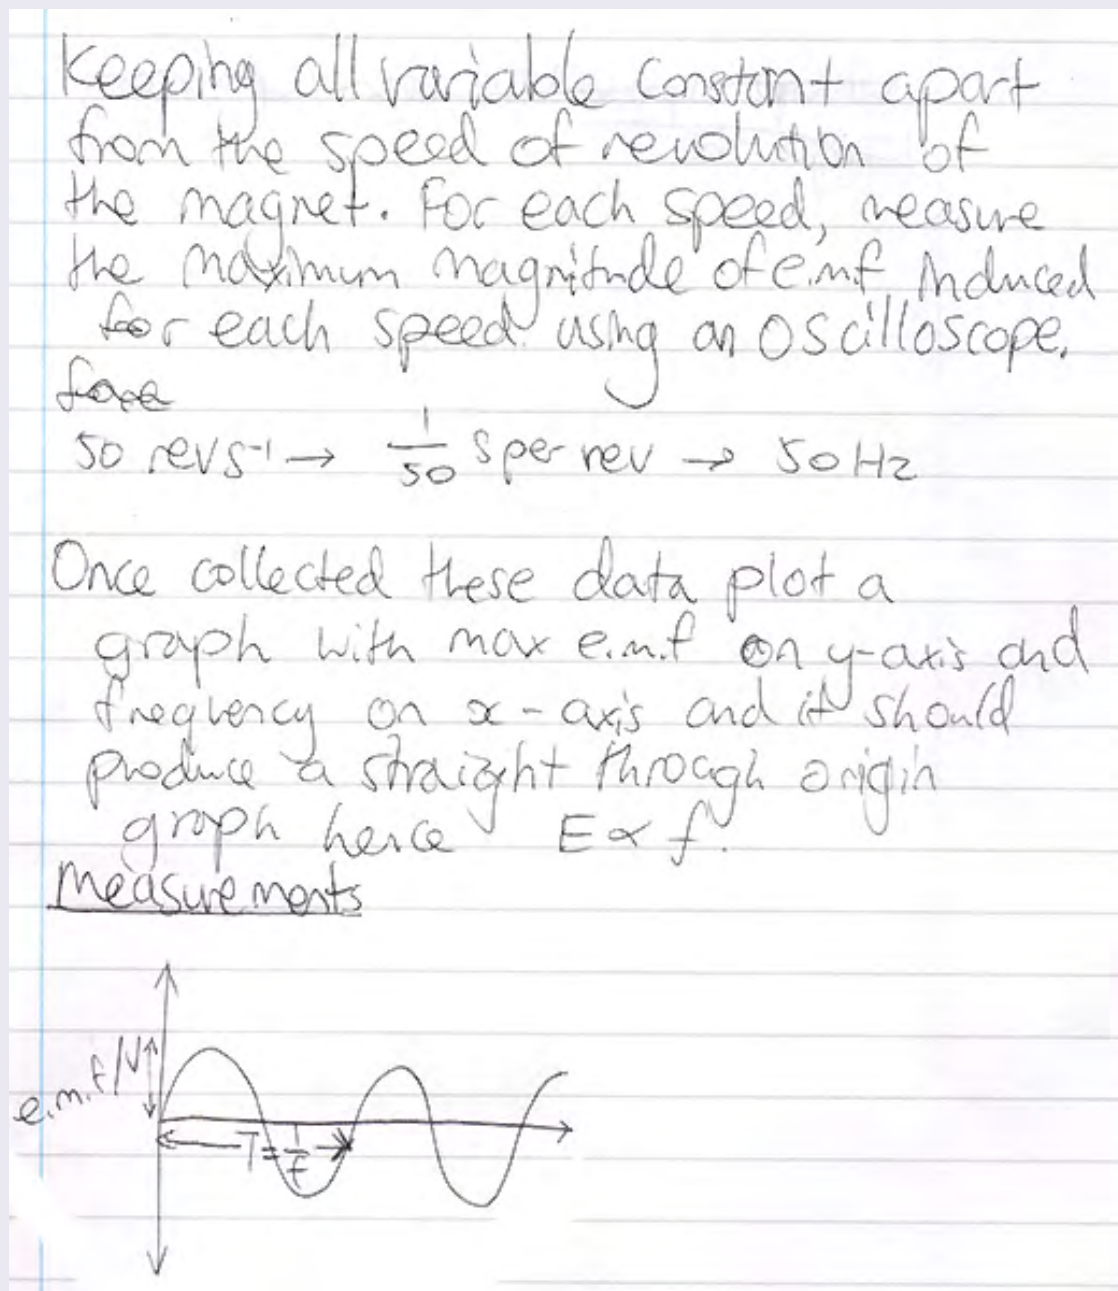 Keeping all variable constant apart
from the speed of revolution of
the magnet. For each speed, measure
the maximum magnitude of e.m.f induced
for each speed using an oscilloscope.
50 rev s⁻¹ → 1/50 s per rev → 50 Hz
Once collected these data plot a
graph with max e.m.f on y-axis and
frequency on x-axis and it should
produce a straight through origin
graph hence E ∝ f.
Measurements
e.m.f/V
T = 1/f